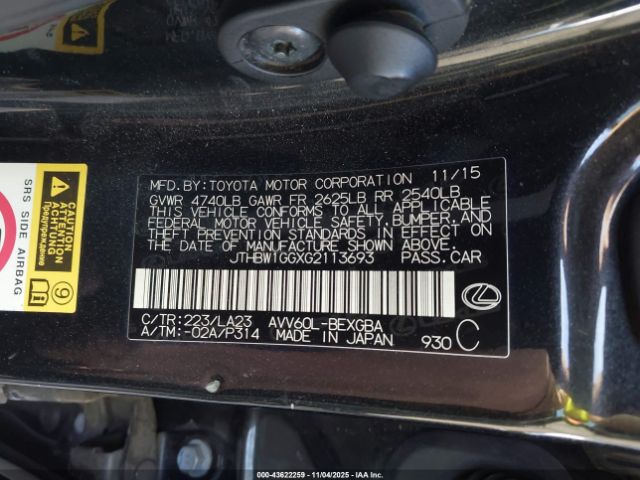 MFD.BY:TOYOTA MOTOR CORPORATION 11/15
GVWR 4740LB GAWR FR 2625LB RR 2540LB
THIS VEHICLE CONFORMS TO ALL APPLICABLE
FEDERAL MOTOR VEHICLE SAFETY, BUMPER, AND
THEFT PREVENTION STANDARDS IN EFFECT ON
THE DATE OF MANUFACTURE SHOWN ABOVE.
JTHBW1GGXG2113693 PASS.CAR
C/TR:223/LA23 AVV60L-BEXGBA
A/TM:-02A/P314 MADE IN JAPAN 930 C
SRS SIDE AIRBAG
CAUTION
ATTENTION
ACHTUNG
9
00-43622259 - 11/04/2025 - IAACA